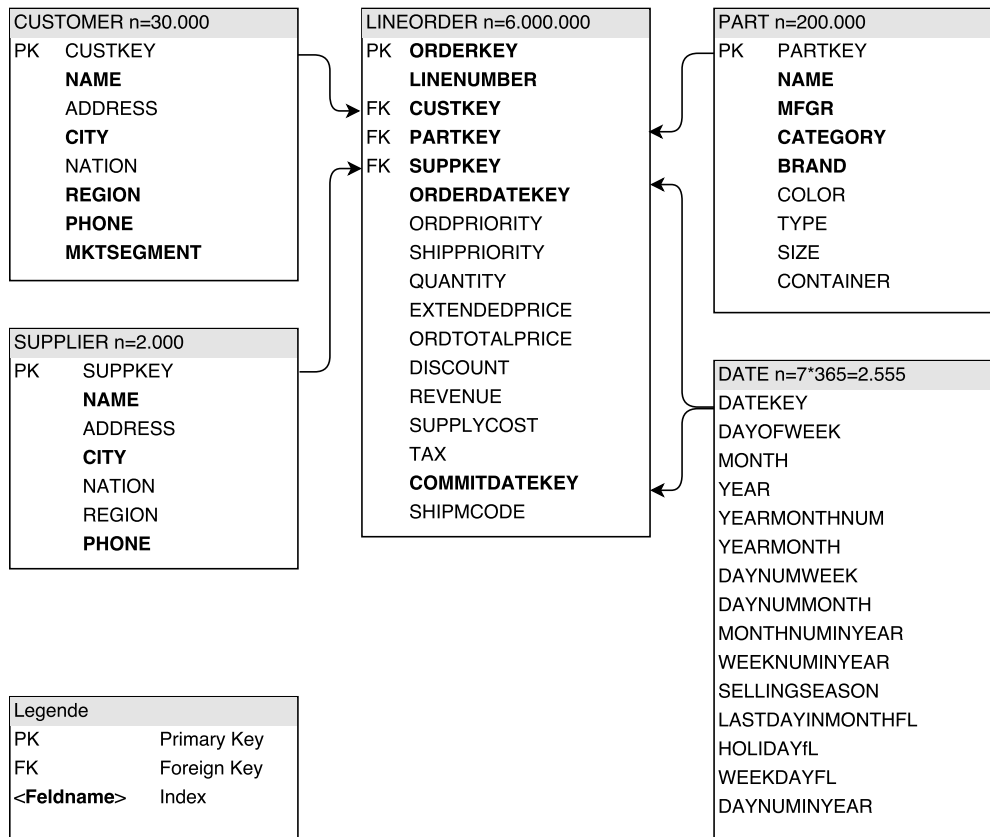 CUSTOMER n=30.000
PK CUSTKEY
NAME
ADDRESS
CITY
NATION
REGION
PHONE
MKTSEGMENT
SUPPLIER n=2.000
PK SUPPKEY
NAME
ADDRESS
CITY
NATION
REGION
PHONE
LINEORDER n=6.000.000
PK ORDERKEY
LINENUMBER
FK CUSTKEY
FK PARTKEY
FK SUPPKEY
ORDERDATEKEY
ORDPRIORITY
SHIPPRIORITY
QUANTITY
EXTENDEDPRICE
ORDTOTALPRICE
DISCOUNT
REVENUE
SUPPLYCOST
TAX
COMMITDATEKEY
SHIPMCODE
PART n=200.000
PK PARTKEY
NAME
MFGR
CATEGORY
BRAND
COLOR
TYPE
SIZE
CONTAINER
DATE n=7*365=2.555
DATEKEY
DAYOFWEEK
MONTH
YEAR
YEARMONTHNUM
YEARMONTH
DAYNUMWEEK
DAYNUMMONTH
MONTHNUMINYEAR
WEEKNUMINYEAR
SELLINGSEASON
LASTDAYINMONTHFL
HOLIDAYfL
WEEKDAYFL
DAYNUMINYEAR
Legende
PK Primary Key
FK Foreign Key
<Feldname> Index